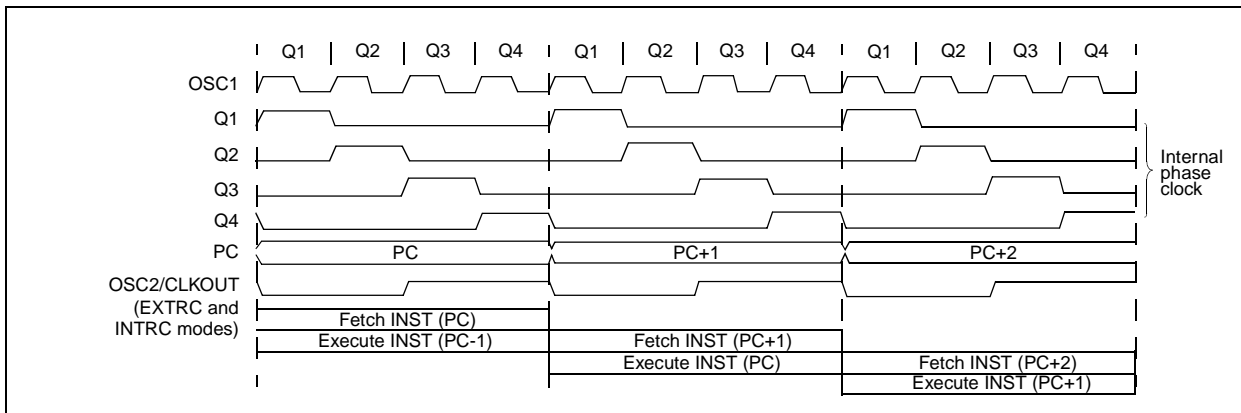 Q1 Q2 Q3 Q4 Q1 Q2 Q3 Q4 Q1 Q2 Q3 Q4
OSC1
Q1
Q2
Q3
Q4
Internal
phase
clock
PC PC PC+1 PC+2
OSC2/CLKOUT
(EXTRC and
INTRC modes)
Fetch INST (PC)
Execute INST (PC-1) Fetch INST (PC+1)
Execute INST (PC) Fetch INST (PC+2)
Execute INST (PC+1)